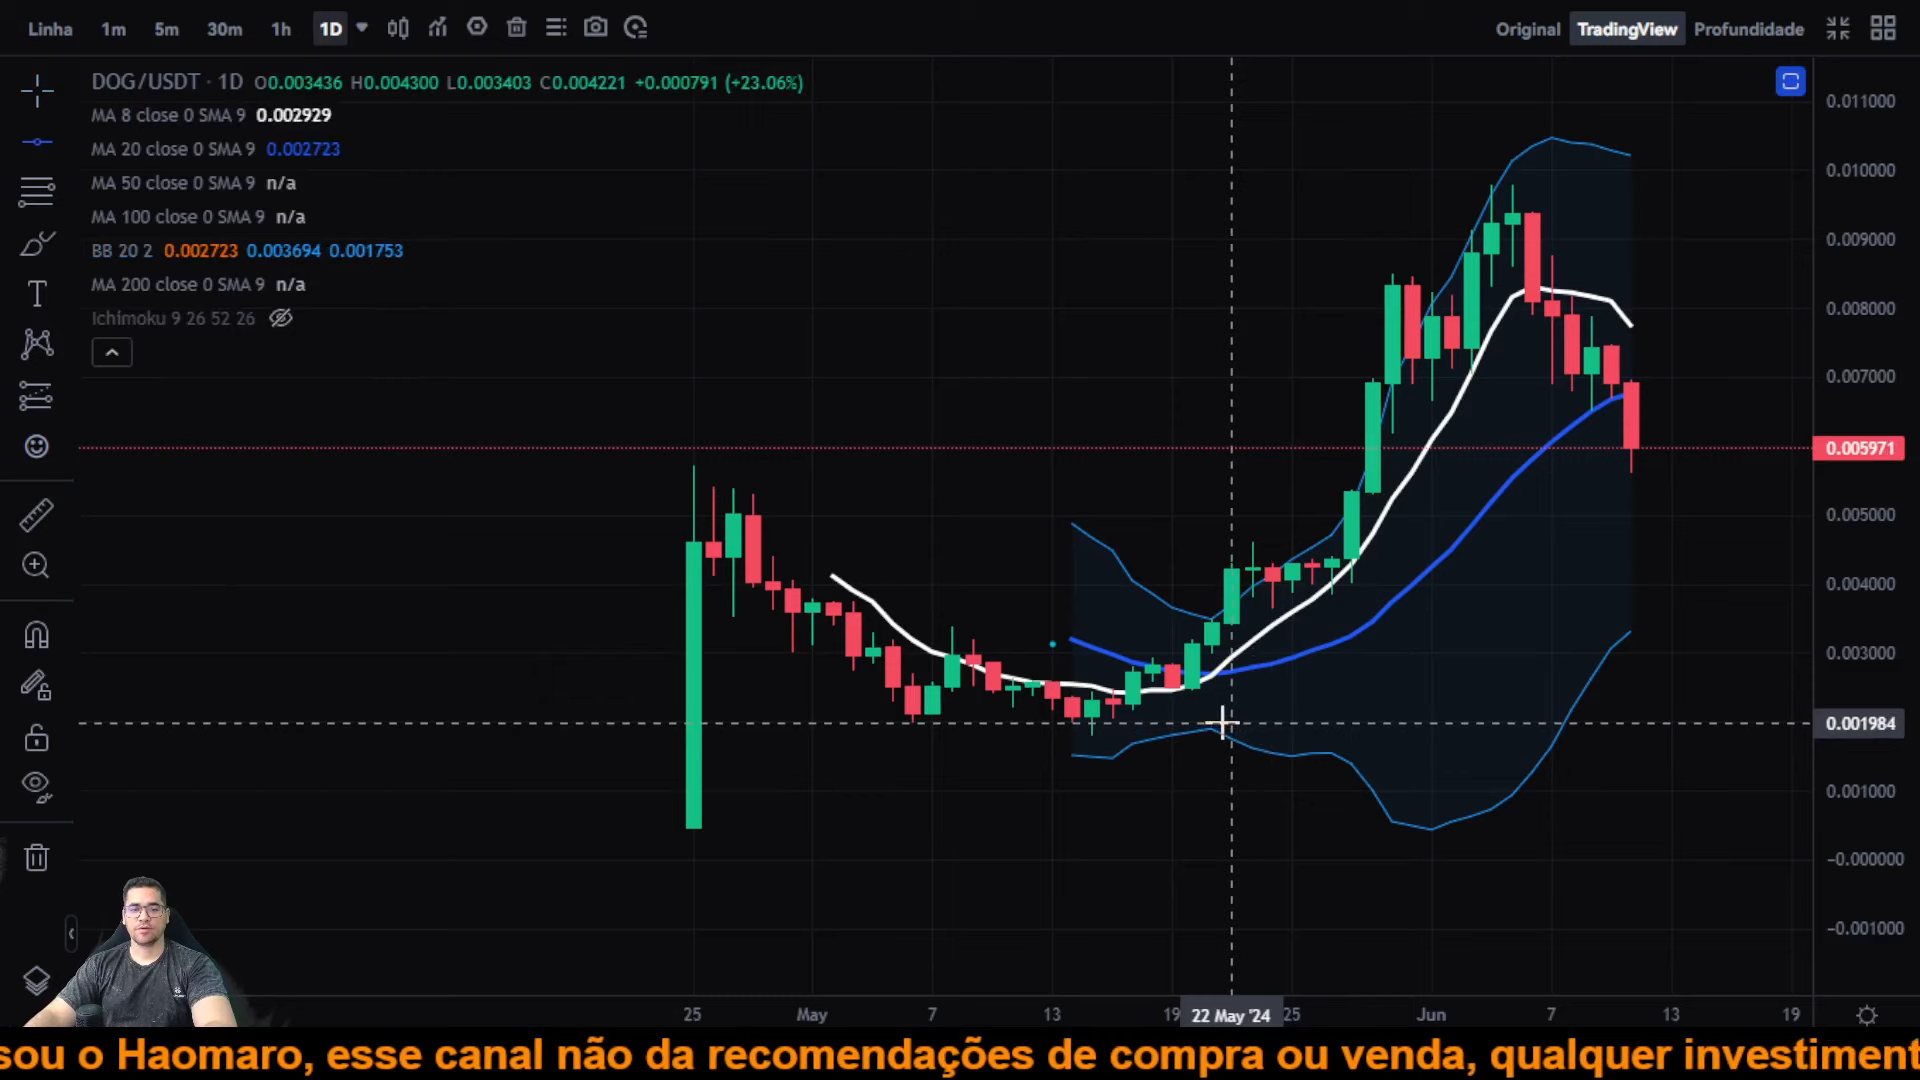 Linha 1m 5m 30m 1h 1D Original TradingView Profundidade
DOG/USDT · 1D O0.003436 H0.004300 L0.003403 C0.004221 +0.000791 (+23.06%)
MA 8 close 0 SMA 9 0.002929
MA 20 close 0 SMA 9 0.002723
MA 50 close 0 SMA 9 n/a
MA 100 close 0 SMA 9 n/a
BB 20 2 0.002723 0.003694 0.001753
MA 200 close 0 SMA 9 n/a
Ichimoku 9 26 52 26
0.011000
0.010000
0.009000
0.008000
0.007000
0.005971
0.005000
0.004000
0.003000
0.001984
0.001000
-0.000000
-0.001000
25 May 7 13 19 22 May '24 25 Jun 7 13 19
sou o Haomaro, esse canal não da recomendações de compra ou venda, qualquer investiment